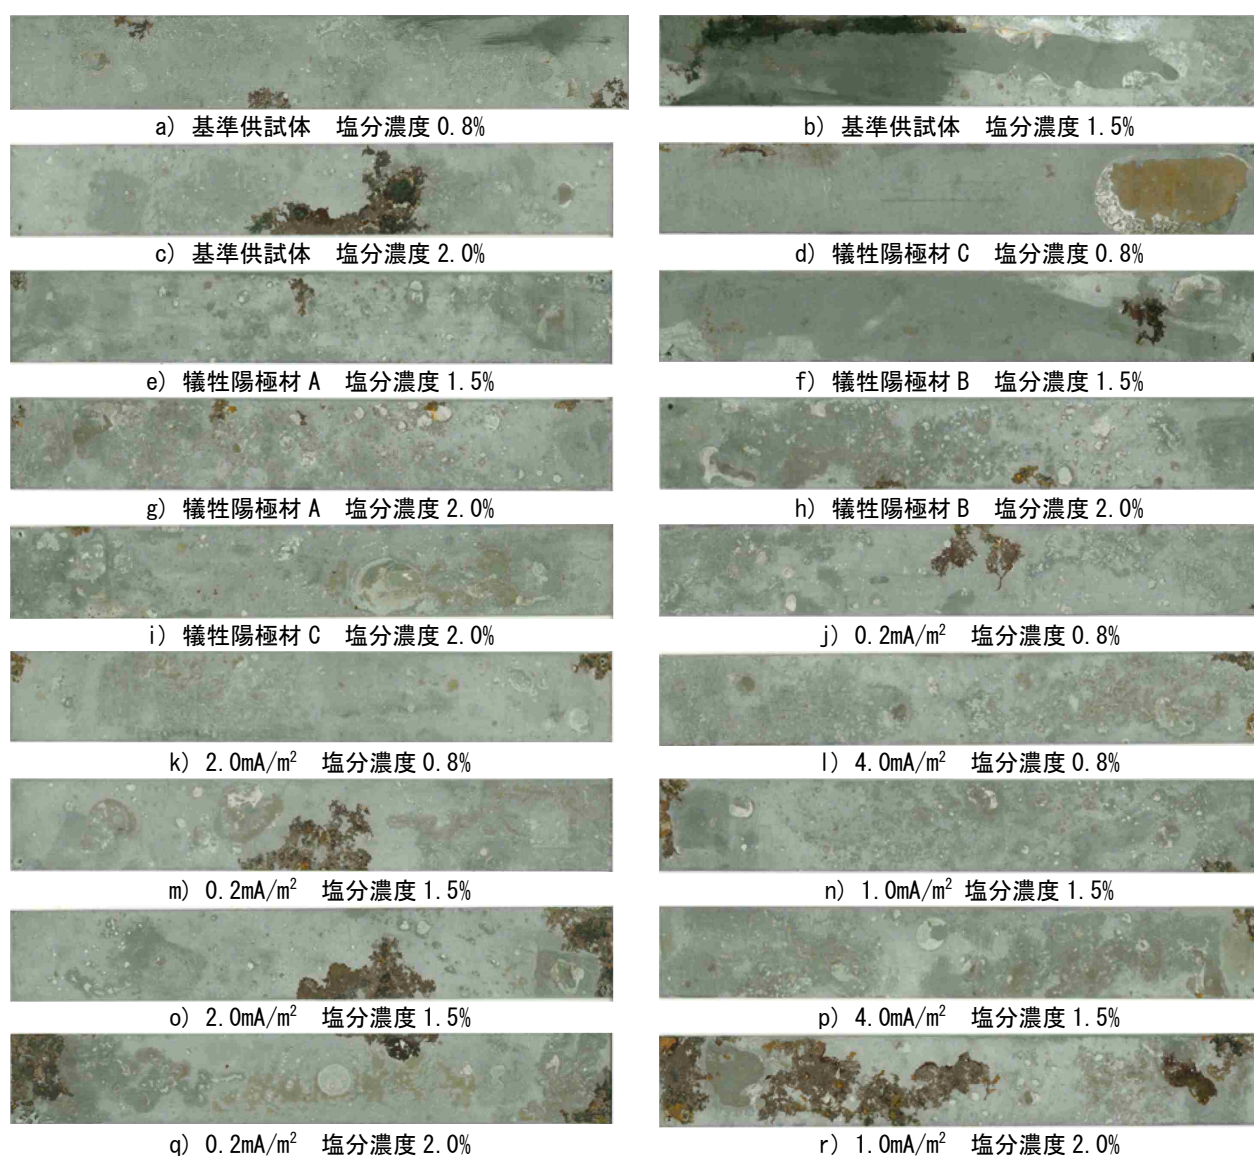 a) 基準供試体 塩分濃度 0.8%
b) 基準供試体 塩分濃度 1.5%
c) 基準供試体 塩分濃度 2.0%
d) 犠牲陽極材 C 塩分濃度 0.8%
e) 犠牲陽極材 A 塩分濃度 1.5%
f) 犠牲陽極材 B 塩分濃度 1.5%
g) 犠牲陽極材 A 塩分濃度 2.0%
h) 犠牲陽極材 B 塩分濃度 2.0%
i) 犠牲陽極材 C 塩分濃度 2.0%
j) 0.2mA/m² 塩分濃度 0.8%
k) 2.0mA/m² 塩分濃度 0.8%
l) 4.0mA/m² 塩分濃度 0.8%
m) 0.2mA/m² 塩分濃度 1.5%
n) 1.0mA/m² 塩分濃度 1.5%
o) 2.0mA/m² 塩分濃度 1.5%
p) 4.0mA/m² 塩分濃度 1.5%
q) 0.2mA/m² 塩分濃度 2.0%
r) 1.0mA/m² 塩分濃度 2.0%